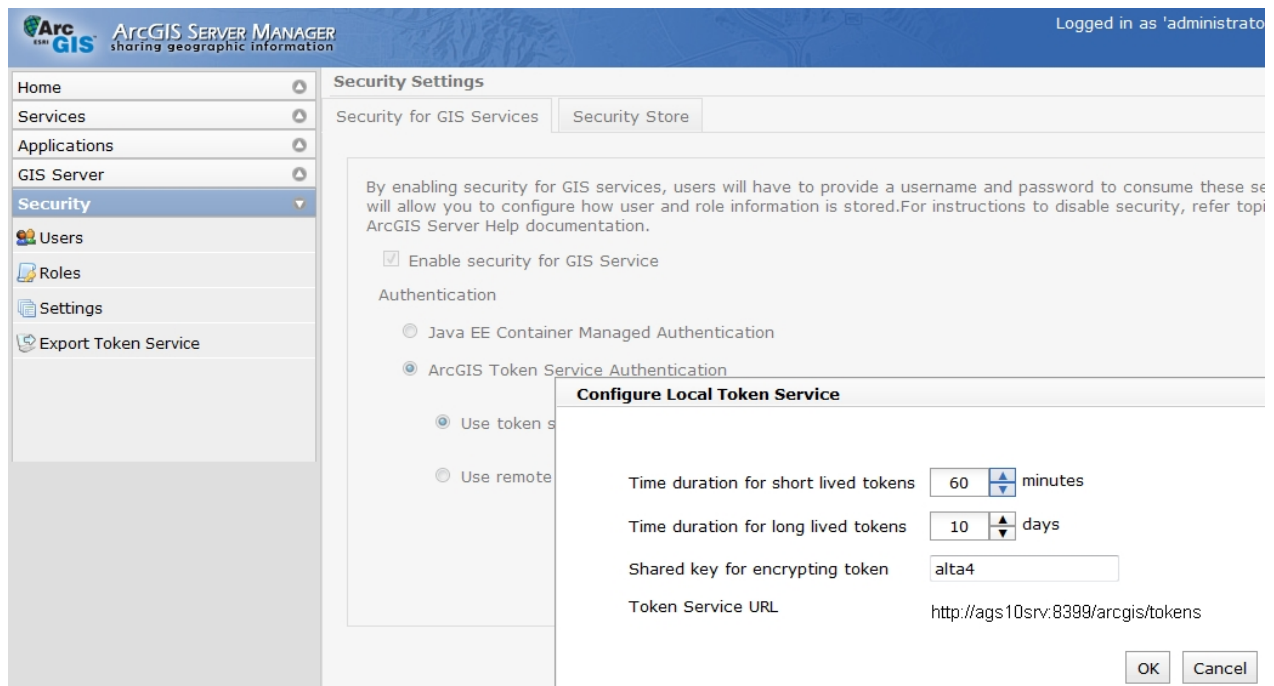 Arc GIS ESRI
ArcGIS Server Manager
sharing geographic information
Logged in as 'administrato
Home
Services
Applications
GIS Server
Security
Users
Roles
Settings
Export Token Service
Security Settings
Security for GIS Services
Security Store
By enabling security for GIS services, users will have to provide a username and password to consume these se
will allow you to configure how user and role information is stored.For instructions to disable security, refer topi
ArcGIS Server Help documentation.
Enable security for GIS Service
Authentication
Java EE Container Managed Authentication
ArcGIS Token Service Authentication
Use token s
Use remote
Configure Local Token Service
Time duration for short lived tokens 60 minutes
Time duration for long lived tokens 10 days
Shared key for encrypting token alta4
Token Service URL http://ags10srv:8399/arcgis/tokens
OK Cancel